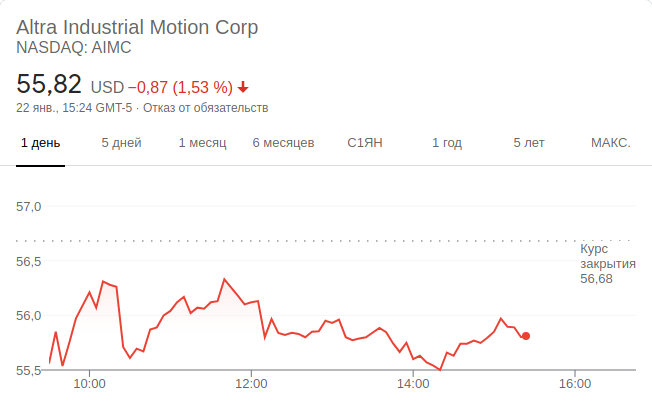 Altra Industrial Motion Corp
NASDAQ: AIMC
55,82 USD −0,87 (1,53 %)
22 янв., 15:24 GMT-5 · Отказ от обязательств
1 день 5 дней 1 месяц 6 месяцев С1ЯН 1 год 5 лет МАКС.
57,0
Курс
56,5 закрытия
56,68
56,0
55,5
10:00 12:00 14:00 16:00